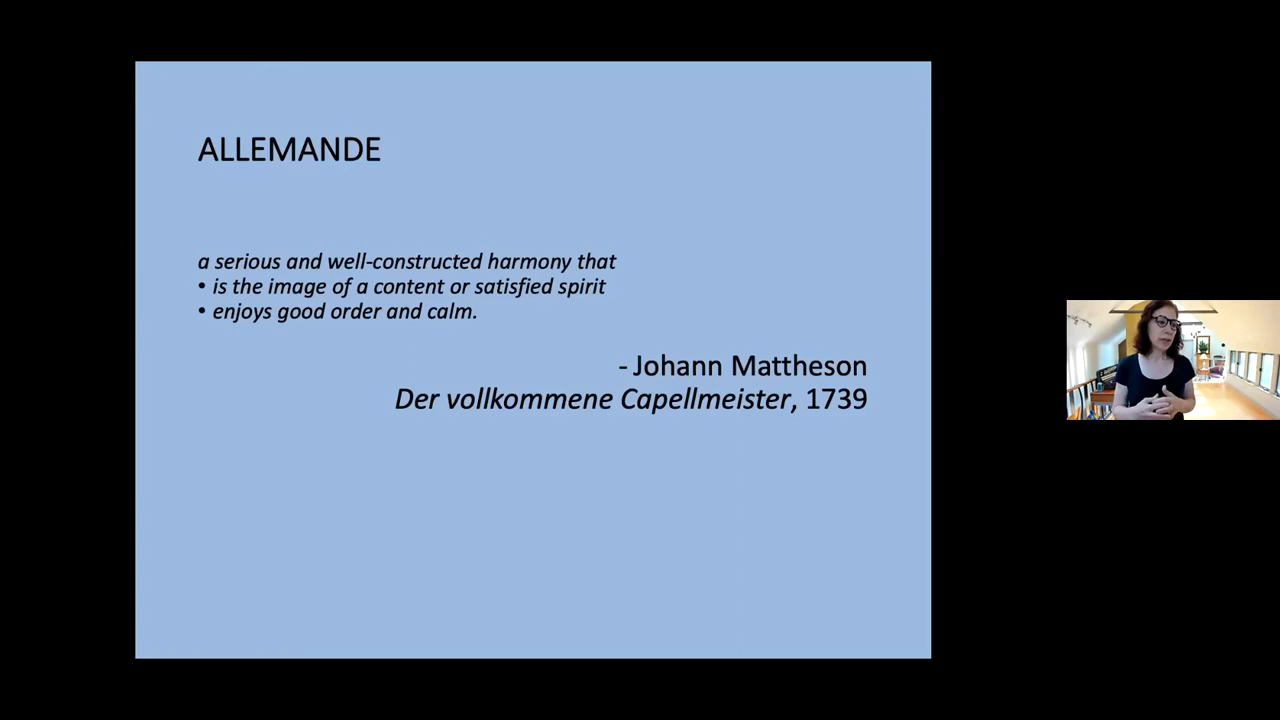 ALLEMANDE
a serious and well-constructed harmony that
• is the image of a content or satisfied spirit
• enjoys good order and calm.
- Johann Mattheson
Der vollkommene Capellmeister, 1739